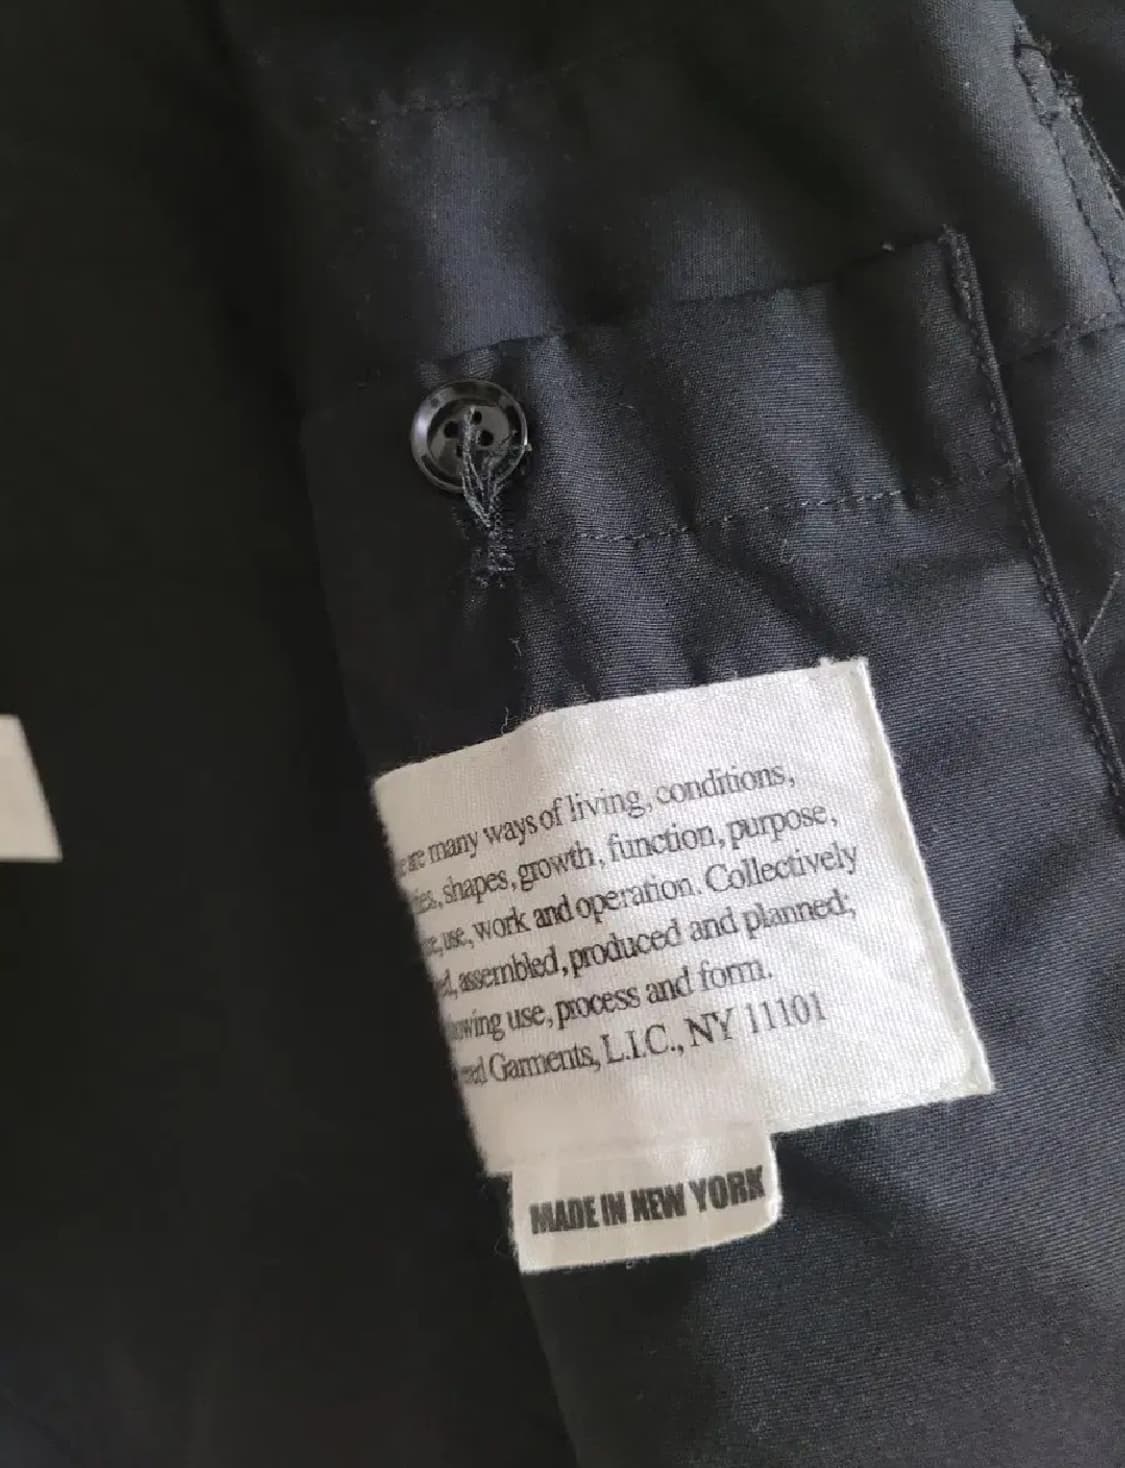 are many ways of living, conditions,
shapes, growth, function, purpose,
use, work and operation. Collectively
assembled, produced and planned;
use, process and form.
Garments, L.I.C., NY 11101
MADE IN NEW YORK